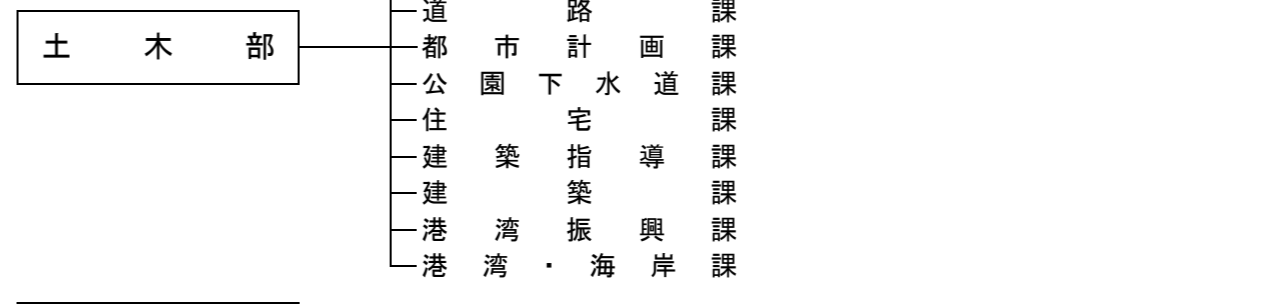 道路課
土木部
都市計画課
公園下水道課
住宅課
建築指導課
建築課
港湾振興課
港湾・海岸課